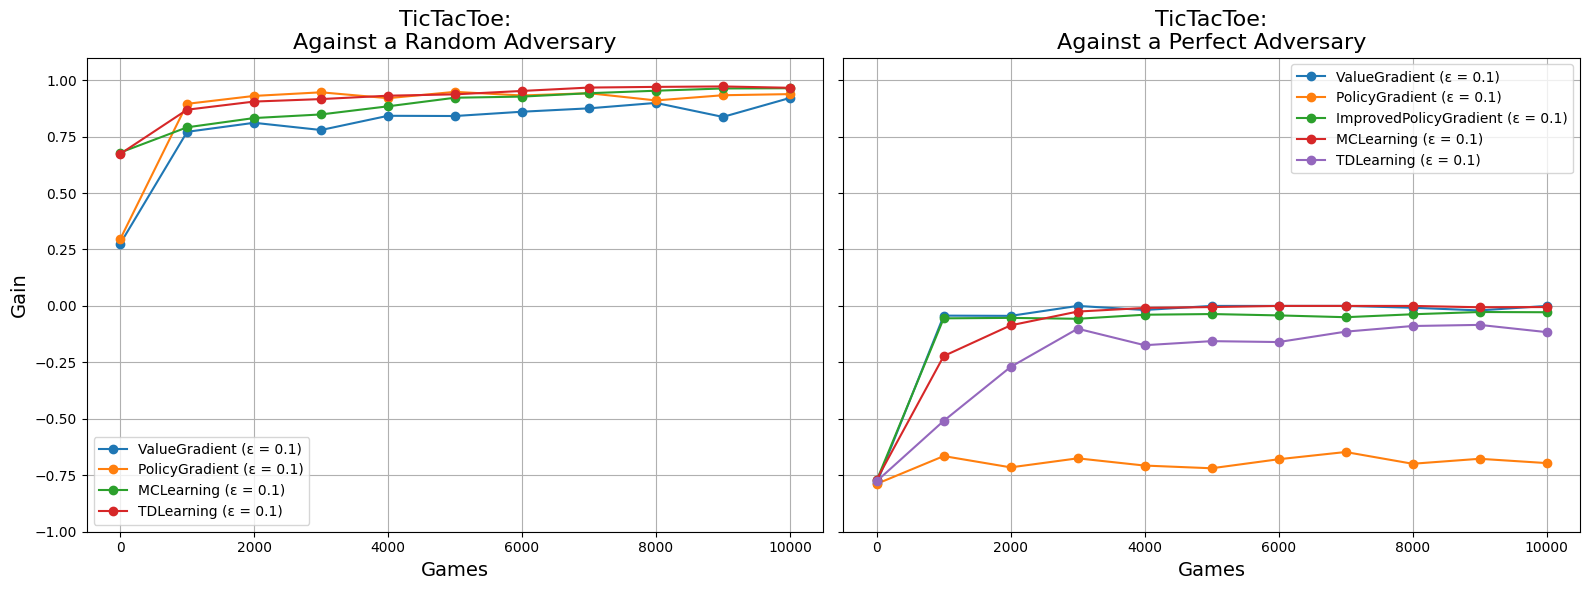 TicTacToe:
Against a Random Adversary
1.00
0.75
0.50
0.25
0.00
−0.25
−0.50
−0.75
−1.00
Gain
ValueGradient (ε = 0.1)
PolicyGradient (ε = 0.1)
MCLearning (ε = 0.1)
TDLearning (ε = 0.1)
0 2000 4000 6000 8000 10000
Games
TicTacToe:
Against a Perfect Adversary
ValueGradient (ε = 0.1)
PolicyGradient (ε = 0.1)
ImprovedPolicyGradient (ε = 0.1)
MCLearning (ε = 0.1)
TDLearning (ε = 0.1)
0 2000 4000 6000 8000 10000
Games